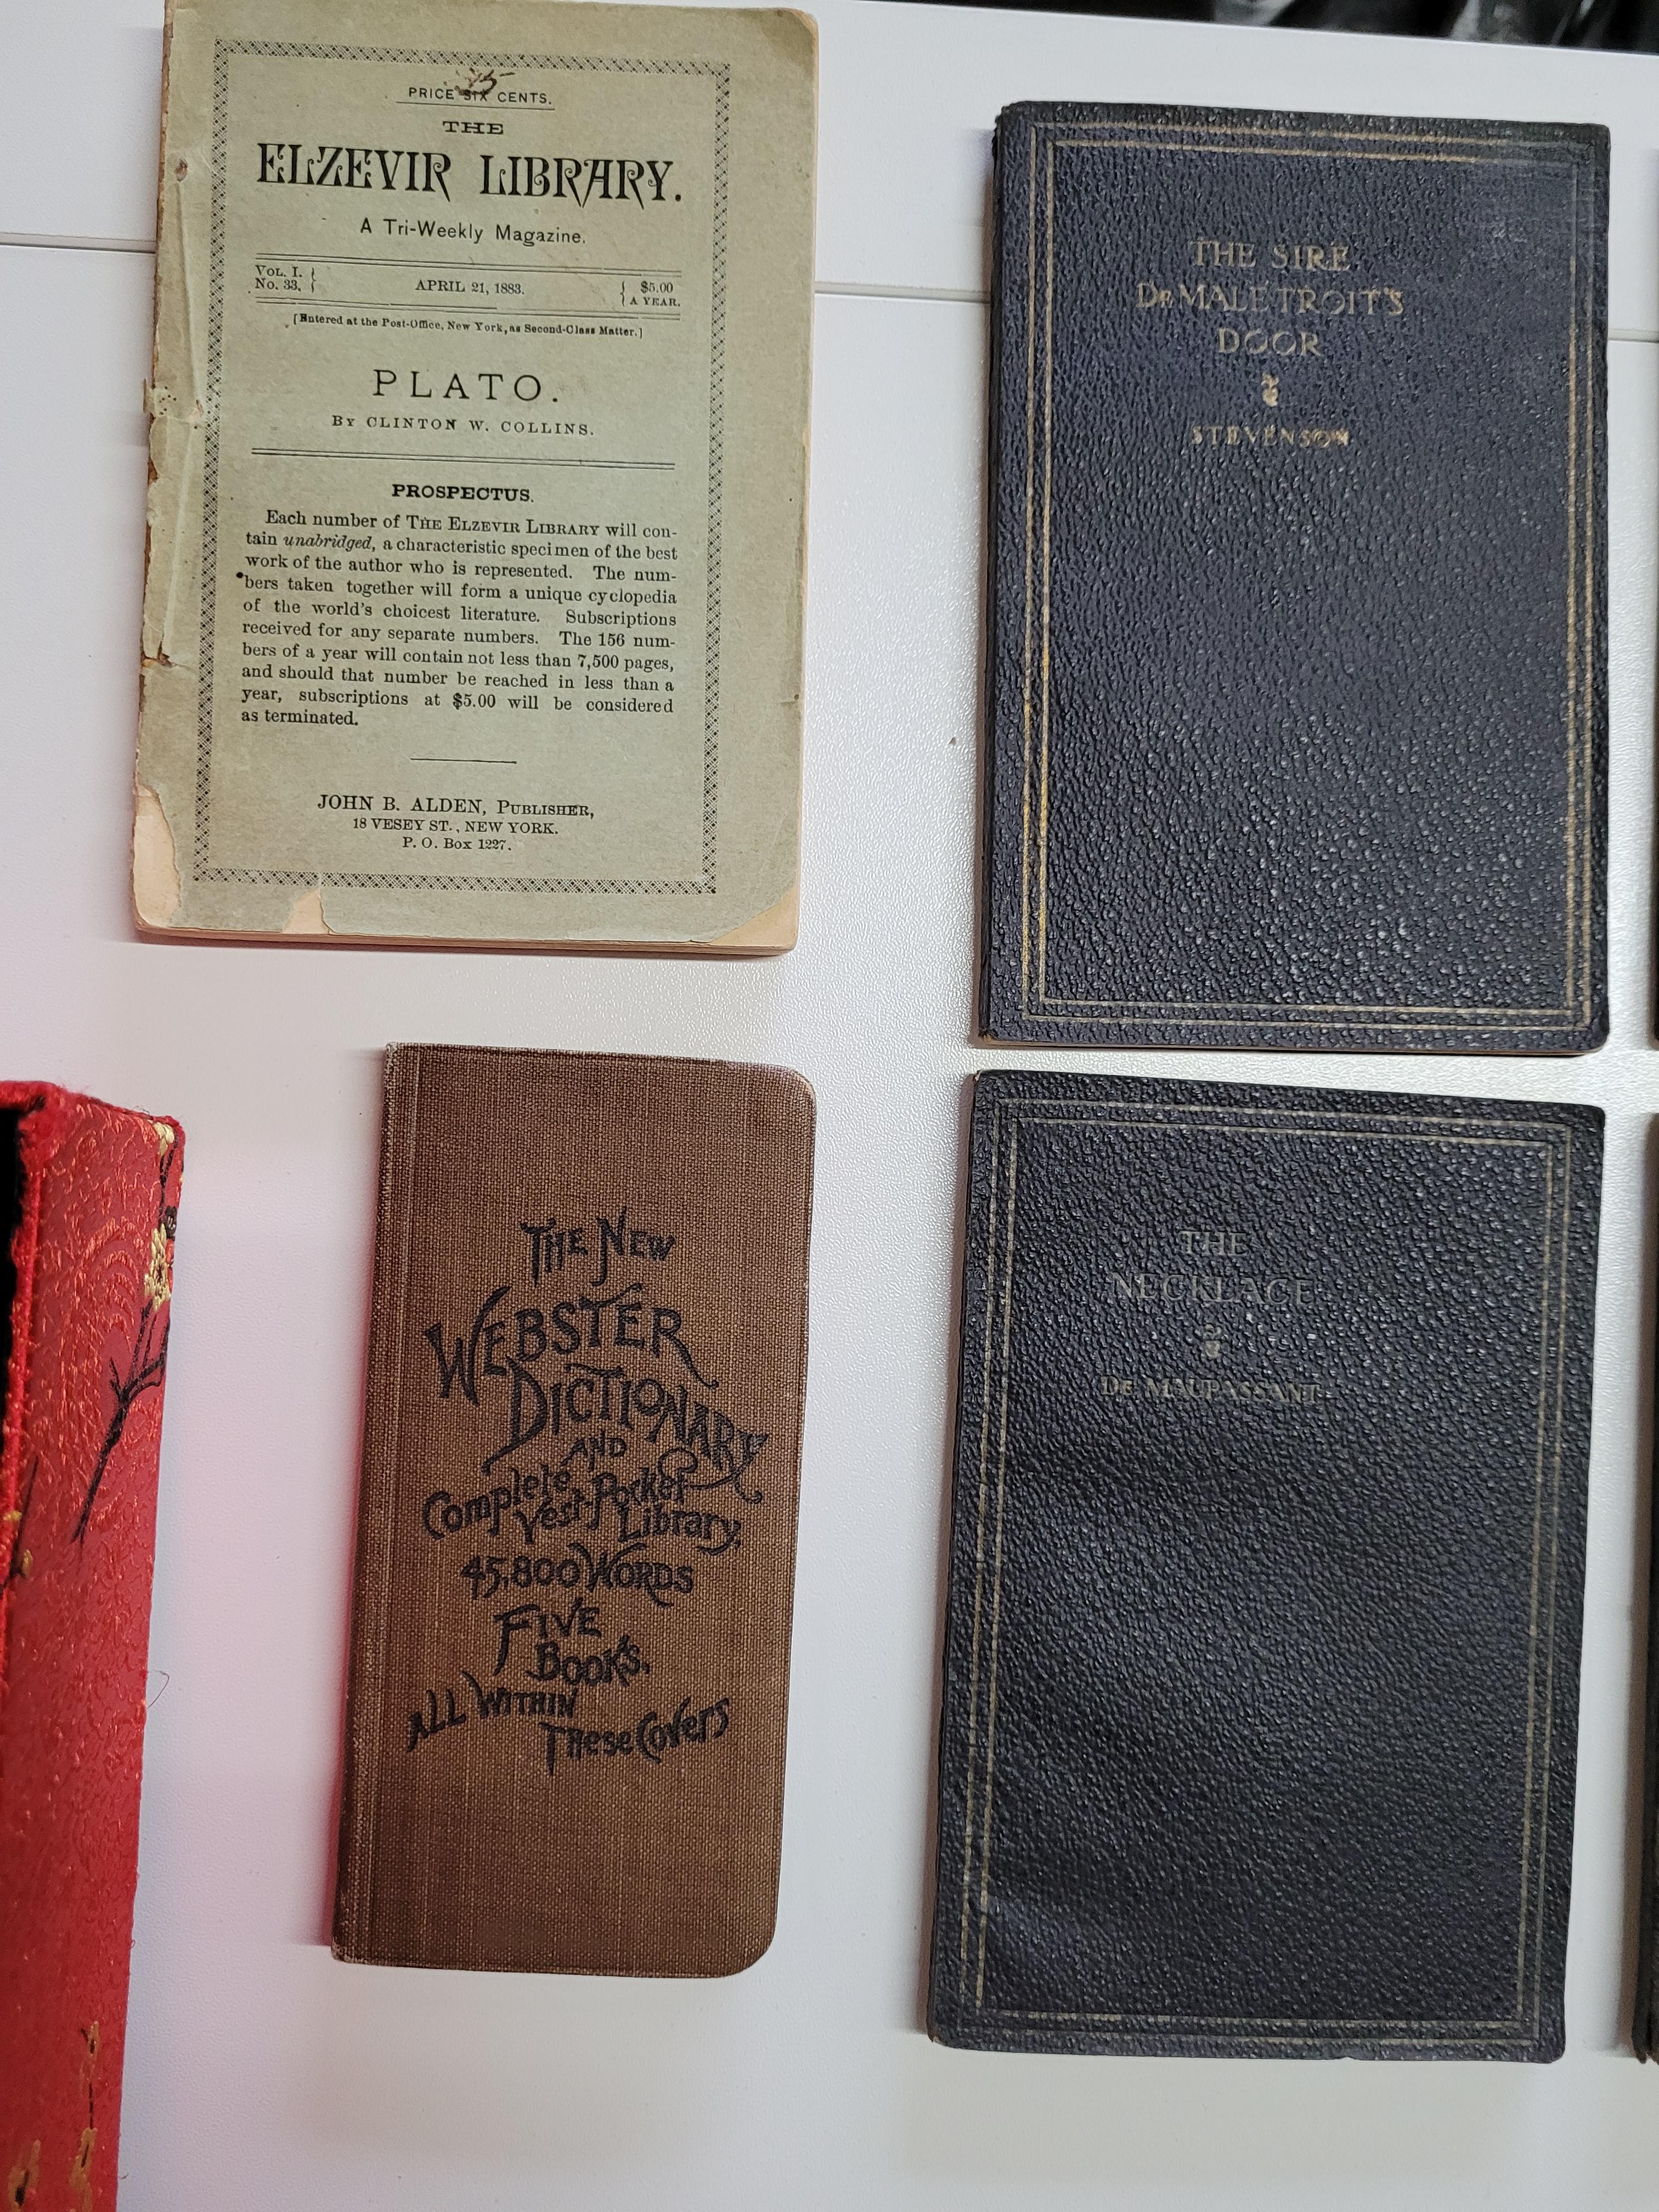 PRICE SIX CENTS.
THE
ELZEVIR LIBRARY.
A Tri-Weekly Magazine.
VOL. I.
No. 33.
APRIL 21, 1883.
$5.00
A YEAR.
[Entered at the Post-Office, New York, as Second-Class Matter.]
PLATO.
BY CLINTON W. COLLINS.
PROSPECTUS.
Each number of THE ELZEVIR LIBRARY will con-
tain unabridged, a characteristic specimen of the best
work of the author who is represented. The num-
bers taken together will form a unique cyclopedia
of the world's choicest literature. Subscriptions
received for any separate numbers. The 156 num-
bers of a year will contain not less than 7,500 pages,
and should that number be reached in less than a
year, subscriptions at $5.00 will be considered
as terminated.
JOHN B. ALDEN, PUBLISHER,
18 VESEY ST., NEW YORK.
P. O. Box 1227.
THE SIRE
De MALETROIT'S
DOOR
STEVENSON
THE NEW
WEBSTER
DICTIONARY
AND
Complete
Vest-Pocket
Library,
45,800 WORDS
FIVE
BOOKS,
ALL WITHIN
These Covers
THE
NECKLACE
De MAUPASSANT